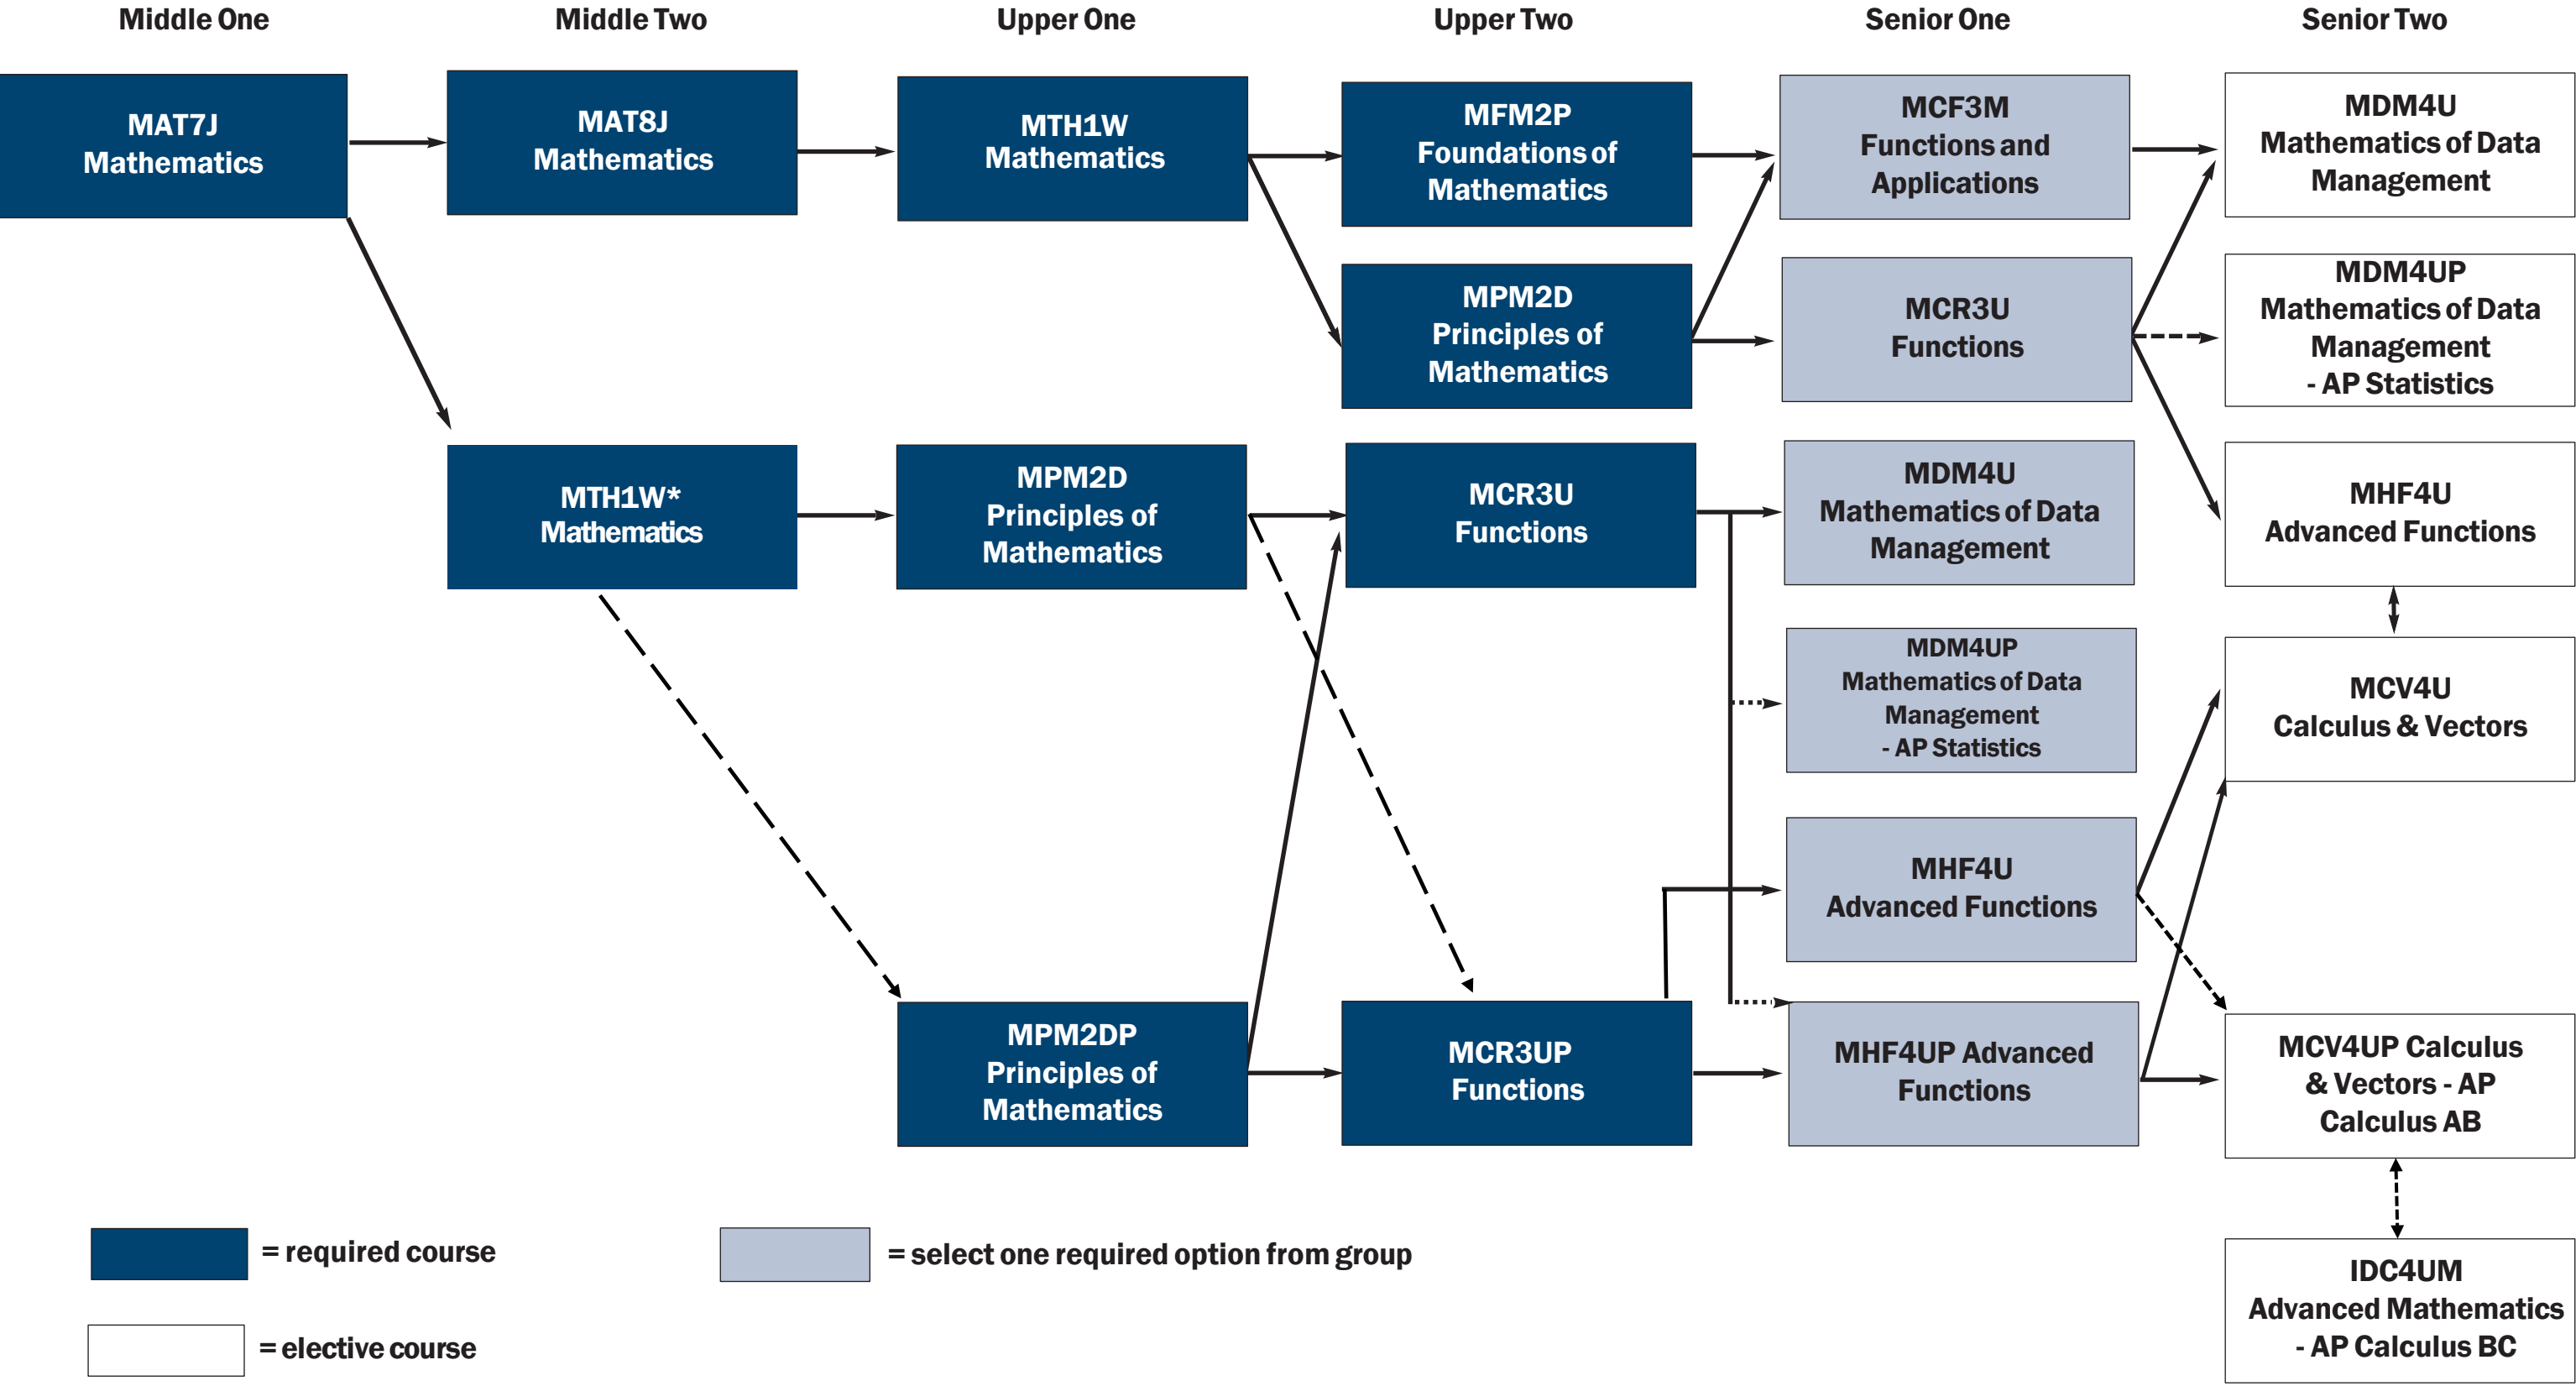 Middle One
Middle Two
Upper One
Upper Two
Senior One
Senior Two
MAT7J
Mathematics
MAT8J
Mathematics
MTH1W
Mathematics
MFM2P
Foundations of
Mathematics
MCF3M
Functions and
Applications
MDM4U
Mathematics of Data
Management
MPM2D
Principles of
Mathematics
MCR3U
Functions
MDM4UP
Mathematics of Data
Management
- AP Statistics
MTH1W*
Mathematics
MPM2D
Principles of
Mathematics
MCR3U
Functions
MDM4U
Mathematics of Data
Management
MHF4U
Advanced Functions
MDM4UP
Mathematics of Data
Management
- AP Statistics
MCV4U
Calculus & Vectors
MHF4U
Advanced Functions
MPM2DP
Principles of
Mathematics
MCR3UP
Functions
MHF4UP Advanced
Functions
MCV4UP Calculus
& Vectors - AP
Calculus AB
= required course
= select one required option from group
IDC4UM
Advanced Mathematics
- AP Calculus BC
= elective course